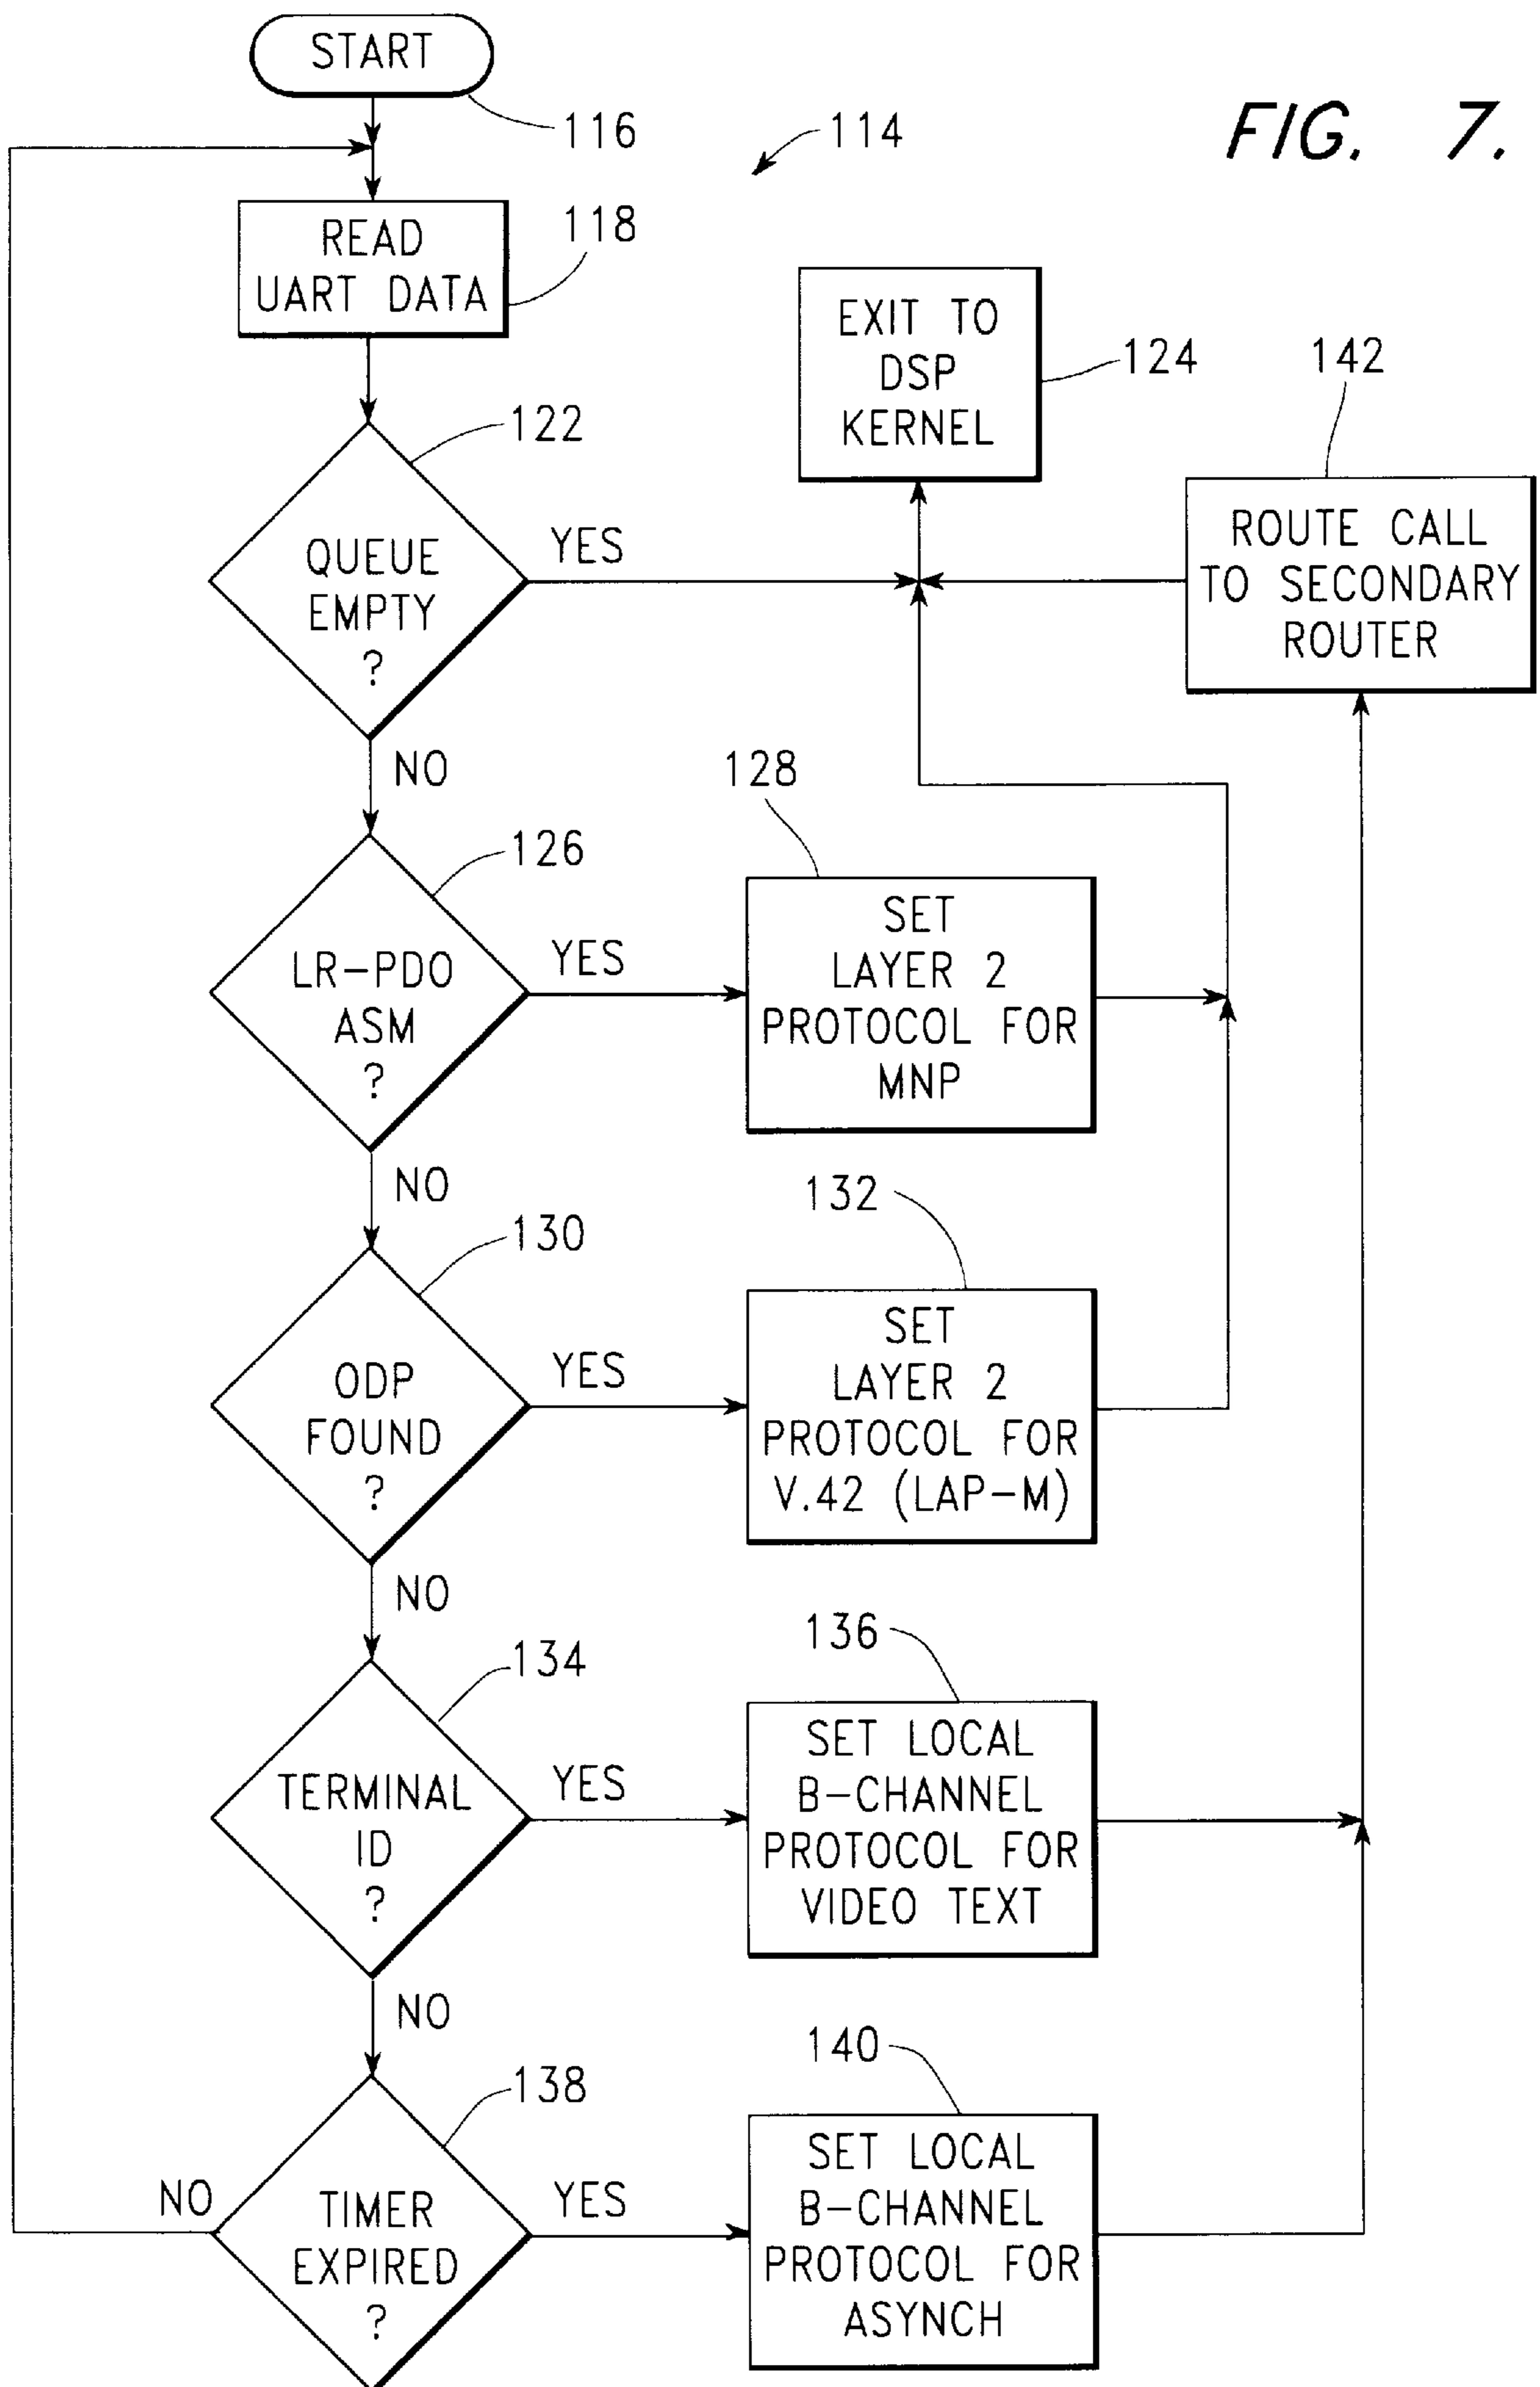 START
116
114
FIG. 7.
READ
UART DATA
118
EXIT TO
DSP
KERNEL
124
142
122
QUEUE
EMPTY
?
YES
ROUTE CALL
TO SECONDARY
ROUTER
NO
128
126
LR-PDO
ASM
?
YES
SET
LAYER 2
PROTOCOL FOR
MNP
NO
130
132
ODP
FOUND
?
YES
SET
LAYER 2
PROTOCOL FOR
V.42 (LAP-M)
NO
134
136
TERMINAL
ID
?
YES
SET LOCAL
B-CHANNEL
PROTOCOL FOR
VIDEO TEXT
NO
138
140
NO
TIMER
EXPIRED
?
YES
SET LOCAL
B-CHANNEL
PROTOCOL FOR
ASYNCH